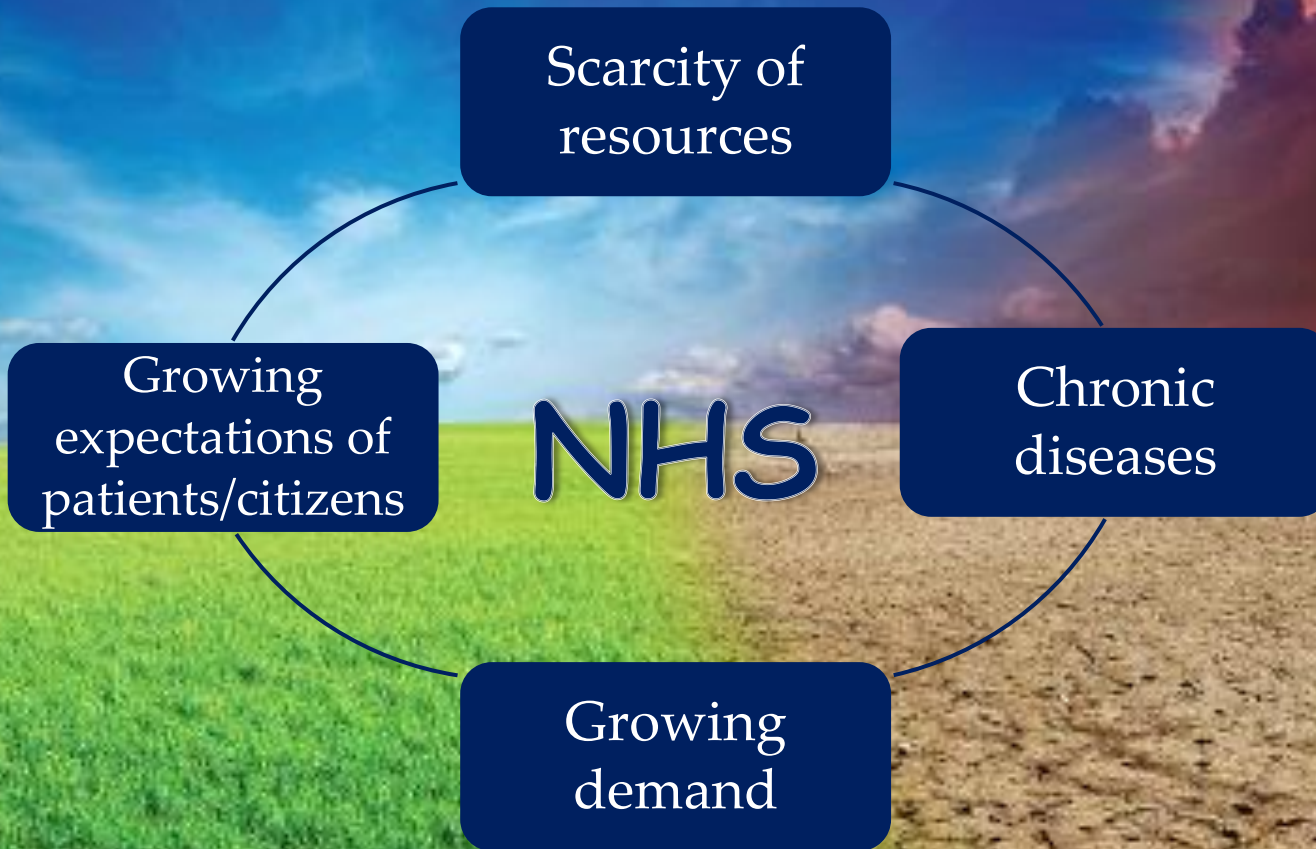 Scarcity of
resources
Growing
expectations of
patients/citizens
NHS
Chronic
diseases
Growing
demand